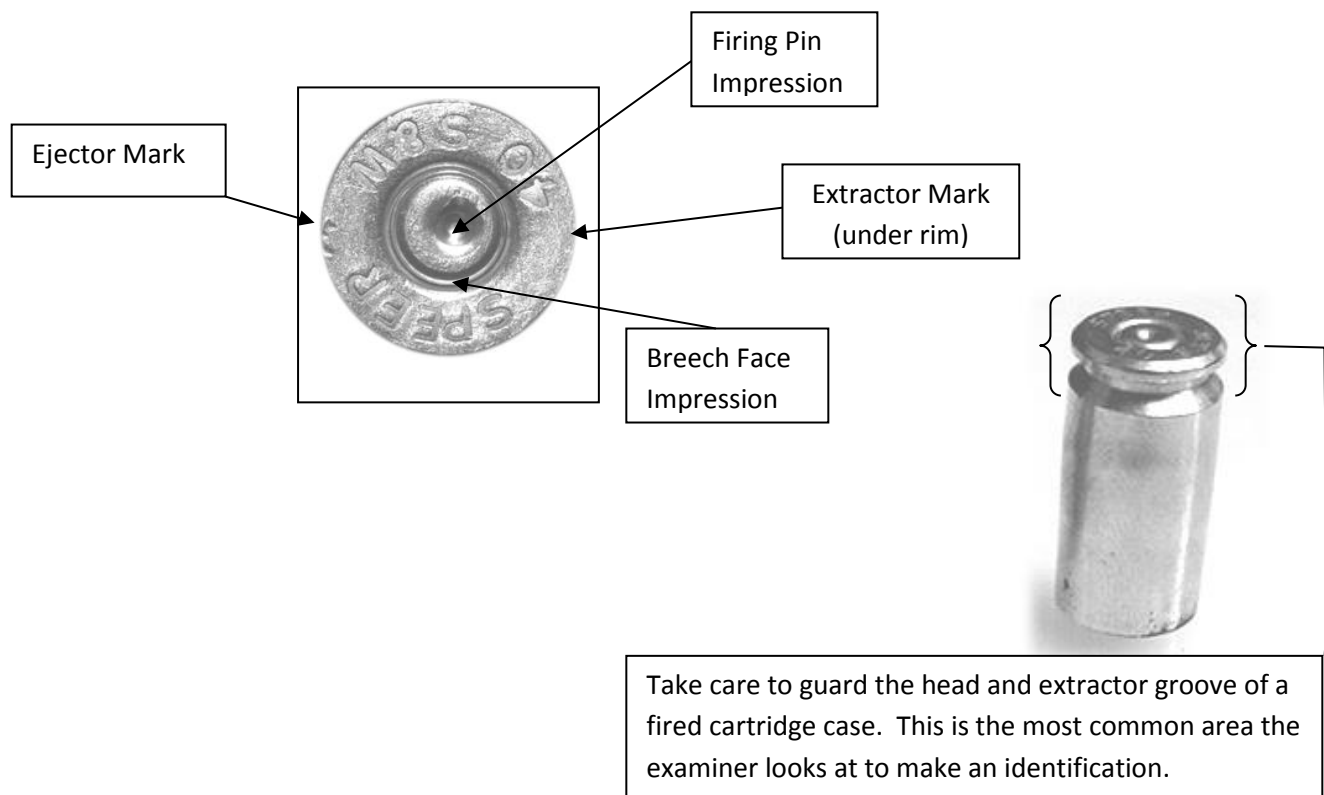 Firing Pin
Impression
Ejector Mark
40 S&W
SPEER
Extractor Mark
(under rim)
Breech Face
Impression
Take care to guard the head and extractor groove of a
fired cartridge case. This is the most common area the
examiner looks at to make an identification.